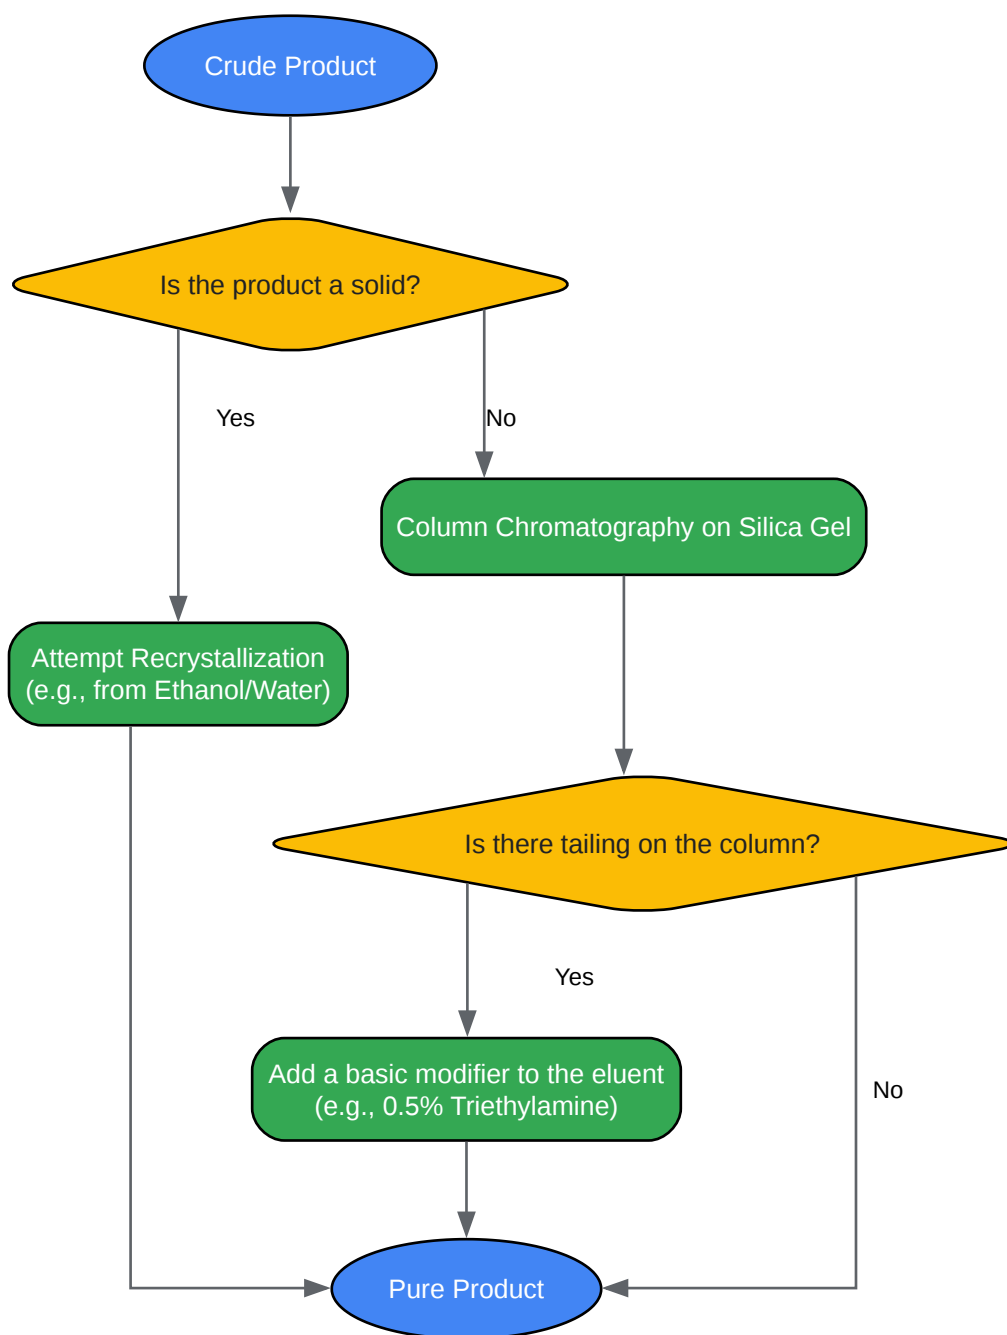 Crude Product
Is the product a solid?
Yes
No
Column Chromatography on Silica Gel
Attempt Recrystallization
(e.g., from Ethanol/Water)
Is there tailing on the column?
Yes
Add a basic modifier to the eluent
(e.g., 0.5% Triethylamine)
No
Pure Product